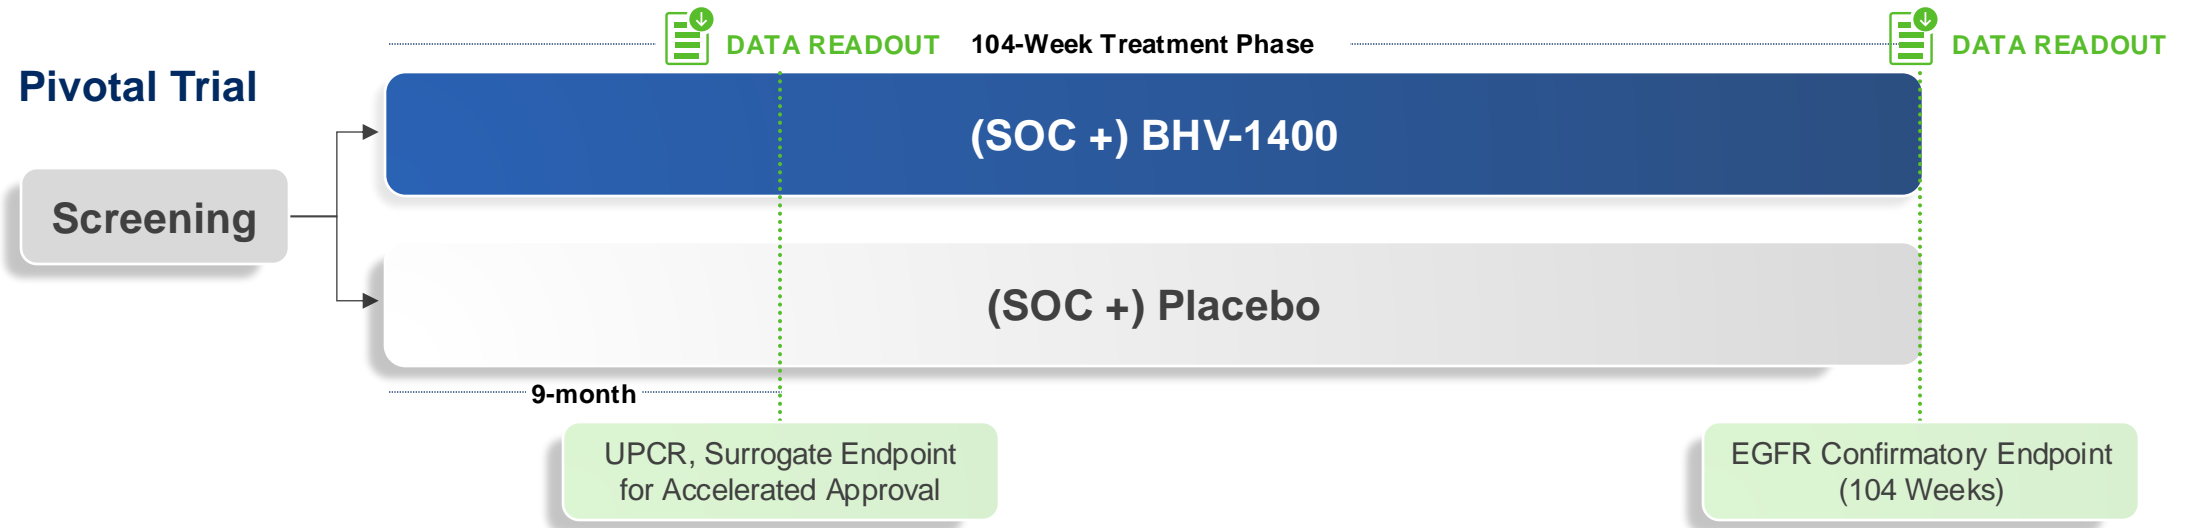 DATA READOUT
104-Week Treatment Phase
DATA READOUT
Pivotal Trial
(SOC +) BHV-1400
Screening
(SOC +) Placebo
9-month
UPCR, Surrogate Endpoint
for Accelerated Approval
EGFR Confirmatory Endpoint
(104 Weeks)